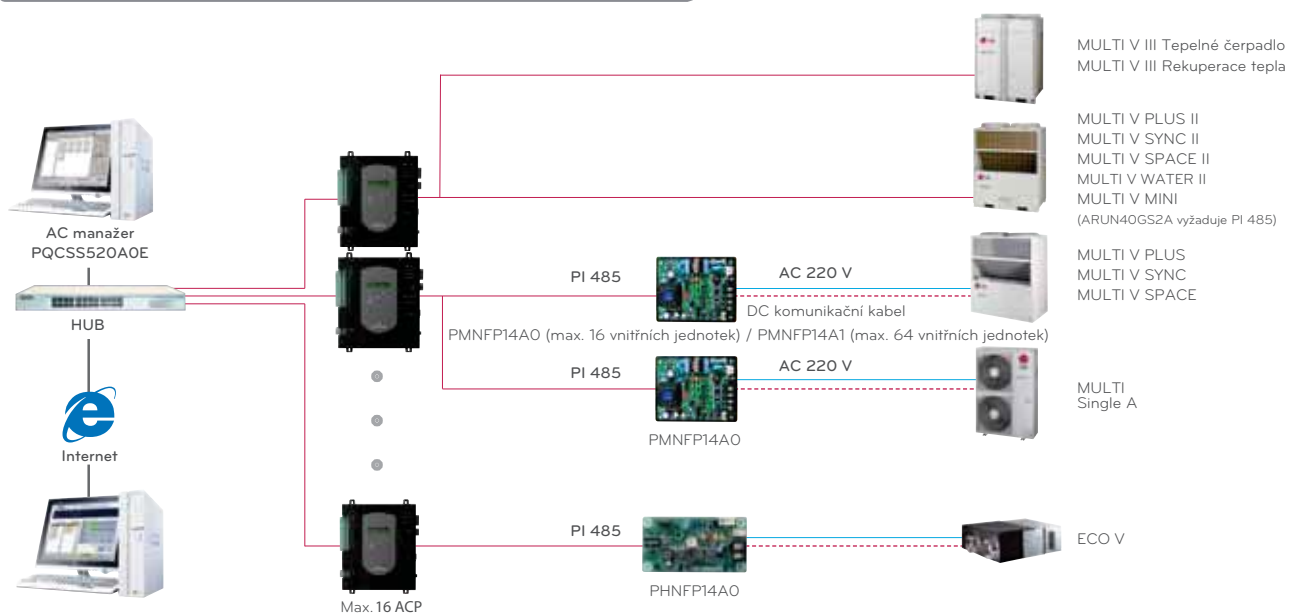 MULTI V III Tepelné čerpadlo
MULTI V III Rekuperace tepla
MULTI V PLUS II
MULTI V SYNC II
MULTI V SPACE II
MULTI V WATER II
MULTI V MINI
(ARUN40GS2A vyžaduje PI 485)
AC manažer
PQCSS520A0E
HUB
Internet
PI 485
AC 220 V
DC komunikační kabel
MULTI V PLUS
MULTI V SYNC
MULTI V SPACE
PMNFP14A0 (max. 16 vnitřních jednotek) / PMNFP14A1 (max. 64 vnitřních jednotek)
PI 485
AC 220 V
PMNFP14A0
MULTI
Single A
PI 485
PHNFP14A0
ECO V
Max. 16 ACP